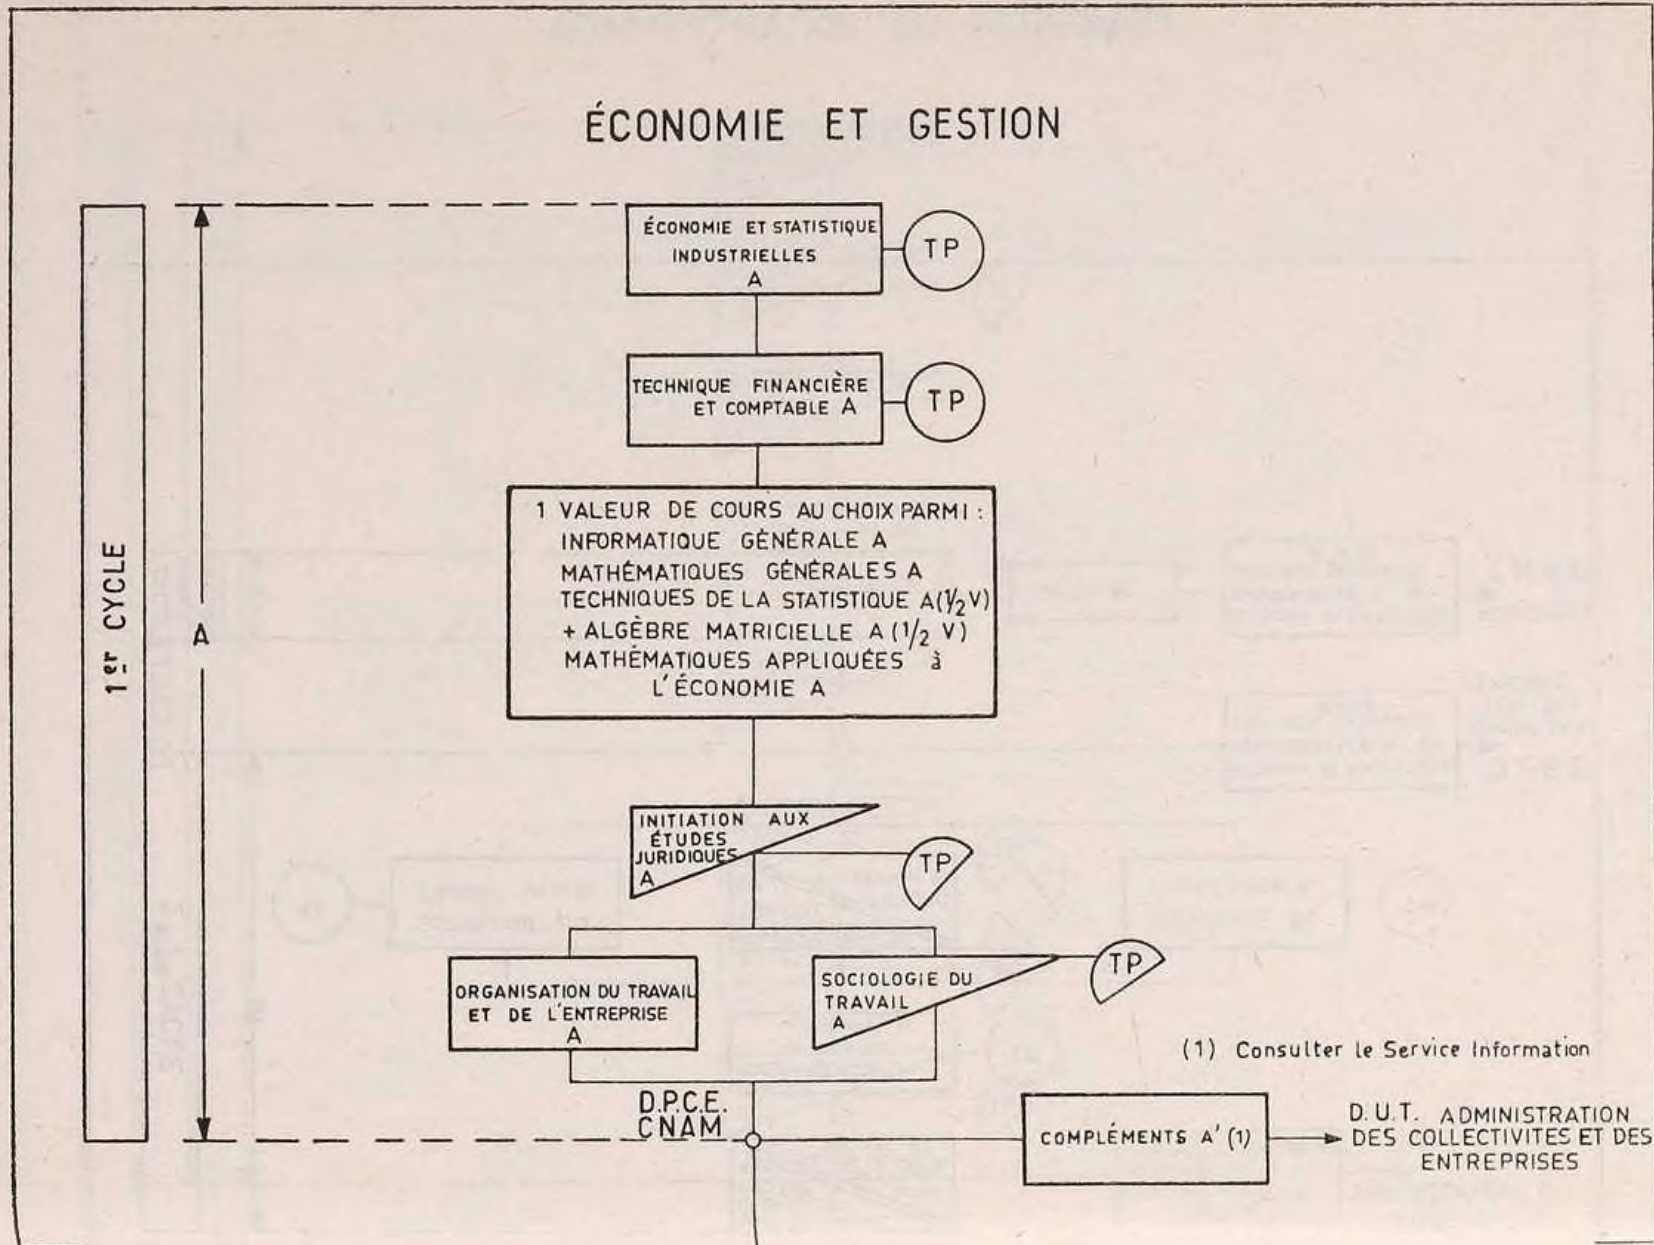 ÉCONOMIE ET GESTION
ÉCONOMIE ET STATISTIQUE
INDUSTRIELLES
A
TP
TECHNIQUE FINANCIÈRE
ET COMPTABLE A
TP
1 VALEUR DE COURS AU CHOIX PARMI :
INFORMATIQUE GÉNÉRALE A
MATHÉMATIQUES GÉNÉRALES A
TECHNIQUES DE LA STATISTIQUE A(1/2 V)
+ ALGÈBRE MATRICIELLE A (1/2 V)
MATHÉMATIQUES APPLIQUÉES à
L'ÉCONOMIE A
1er CYCLE
A
INITIATION AUX
ÉTUDES
JURIDIQUES
A
TP
ORGANISATION DU TRAVAIL
ET DE L'ENTREPRISE
A
SOCIOLOGIE DU
TRAVAIL
A
TP
(1) Consulter le Service Information
D.P.C.E.
CNAM
COMPLÉMENTS A' (1)
D.U.T. ADMINISTRATION
DES COLLECTIVITES ET DES
ENTREPRISES